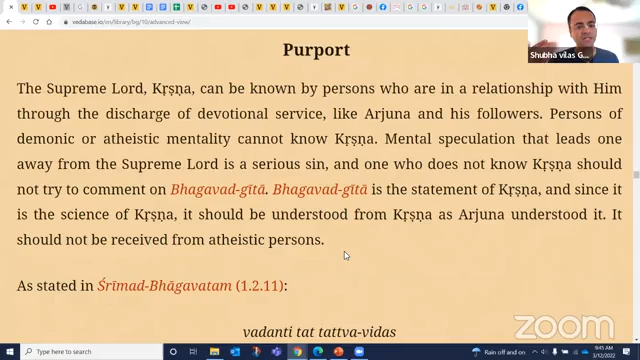 vedabase.io/en/library/bg/10/advanced-view/
Shubha vilas G...
Purport
The Supreme Lord, Kṛṣṇa, can be known by persons who are in a relationship with Him
through the discharge of devotional service, like Arjuna and his followers. Persons of
demonic or atheistic mentality cannot know Kṛṣṇa. Mental speculation that leads one
away from the Supreme Lord is a serious sin, and one who does not know Kṛṣṇa should
not try to comment on Bhagavad-gītā. Bhagavad-gītā is the statement of Kṛṣṇa, and since it
is the science of Kṛṣṇa, it should be understood from Kṛṣṇa as Arjuna understood it. It
should not be received from atheistic persons.
As stated in Śrīmad-Bhāgavatam (1.2.11):
vadanti tat tattva-vidas
zoom
Type here to search
Rain off and on
9:45 AM
3/12/2022